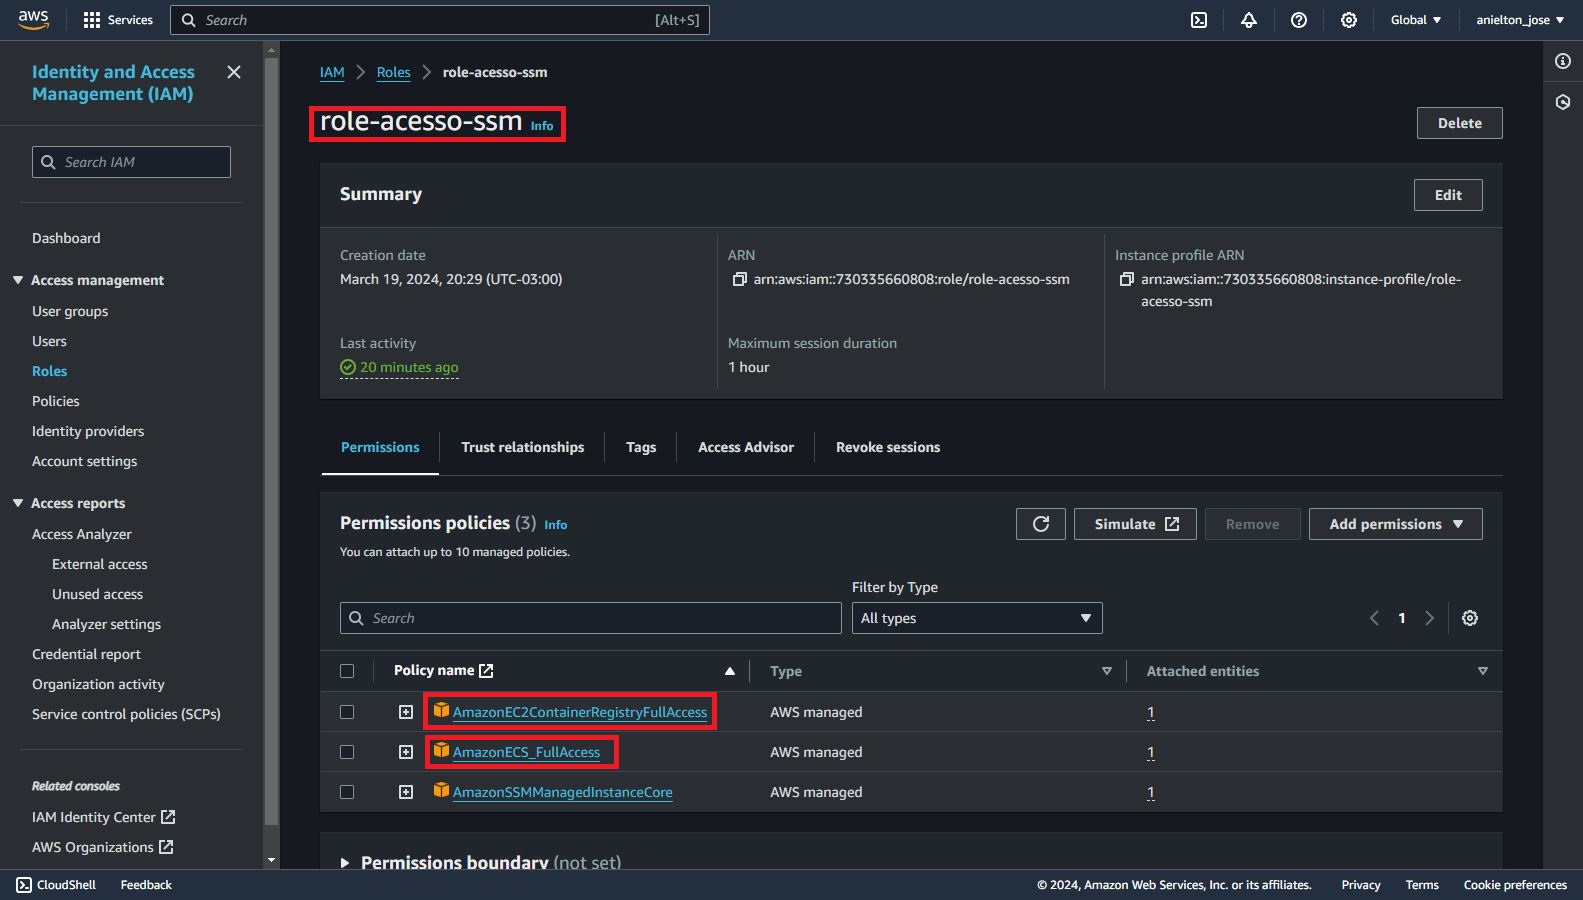 aws
Services
Search
[Alt+S]
Global
anielton_jose
Identity and Access
Management (IAM)
Search IAM
Dashboard
Access management
User groups
Users
Roles
Policies
Identity providers
Account settings
Access reports
Access Analyzer
External access
Unused access
Analyzer settings
Credential report
Organization activity
Service control policies (SCPs)
Related consoles
IAM Identity Center
AWS Organizations
IAM > Roles > role-acesso-ssm
role-acesso-ssm Info
Delete
Summary
Edit
Creation date
March 19, 2024, 20:29 (UTC-03:00)
ARN
arn:aws:iam::730335660808:role/role-acesso-ssm
Instance profile ARN
arn:aws:iam::730335660808:instance-profile/role-
acesso-ssm
Last activity
20 minutes ago
Maximum session duration
1 hour
Permissions
Trust relationships
Tags
Access Advisor
Revoke sessions
Permissions policies (3) Info
You can attach up to 10 managed policies.
Simulate
Remove
Add permissions
Filter by Type
Search
All types
1
Policy name
Type
Attached entities
AmazonEC2ContainerRegistryFullAccess
AWS managed
1
AmazonECS_FullAccess
AWS managed
1
AmazonSSMManagedInstanceCore
AWS managed
1
Permissions boundary (not set)
CloudShell
Feedback
© 2024, Amazon Web Services, Inc. or its affiliates.
Privacy
Terms
Cookie preferences